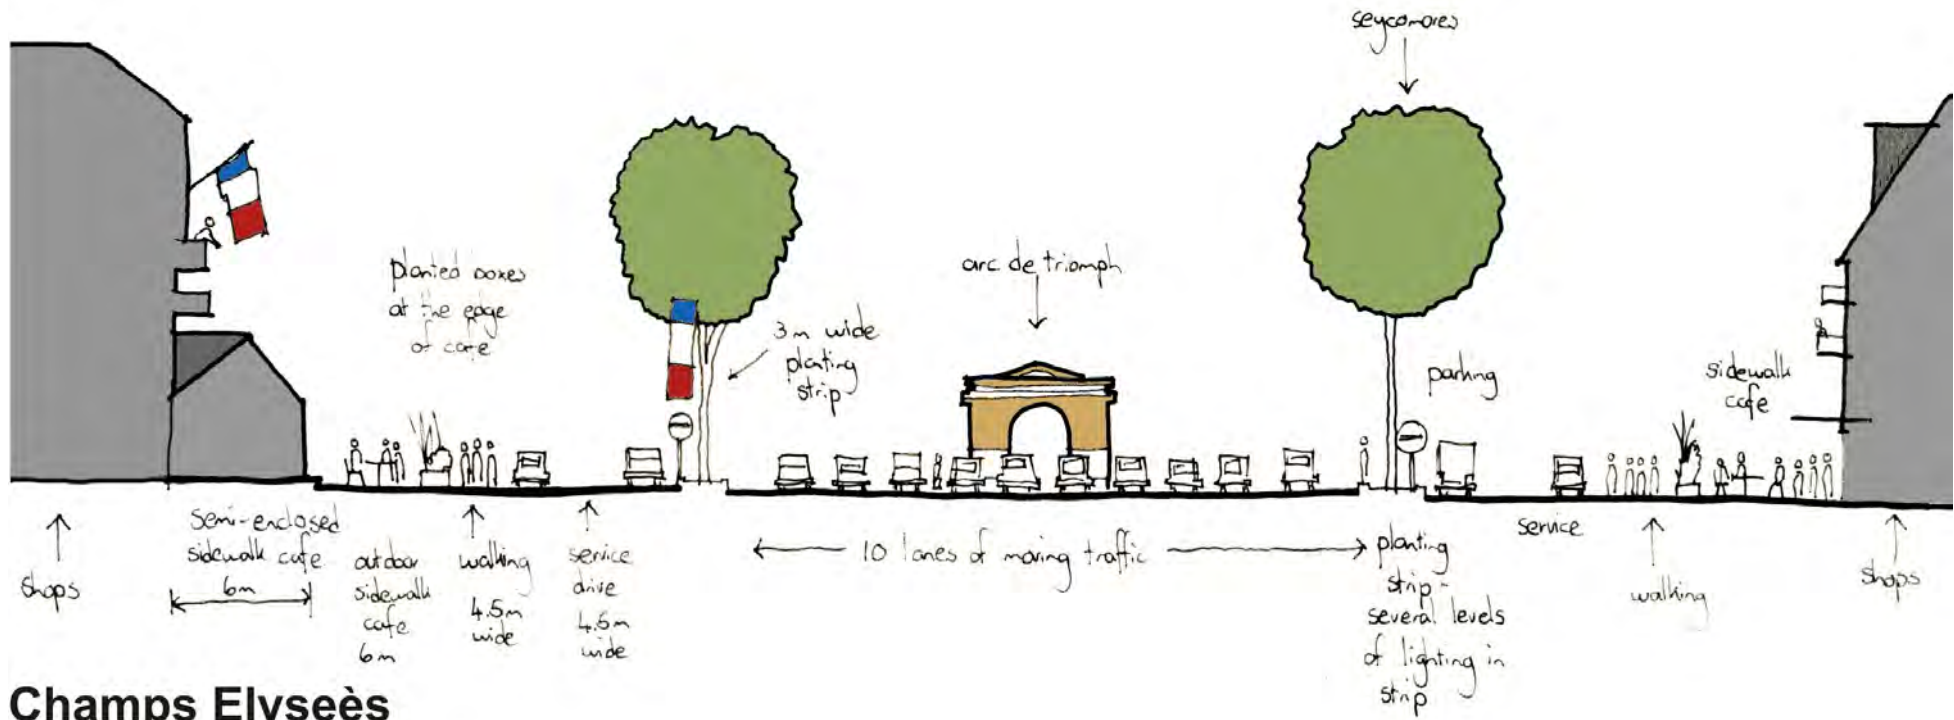 seycomores
planted boxes
at the edge
of cafe
3m wide
planting
strip
arc de triomph
parking
sidewalk
cafe
shops
semi-enclosed
sidewalk cafe
6m
outdoor
sidewalk
cafe
6m
walking
4.5m
wide
service
drive
4.5m
wide
10 lanes of moving traffic
planting
strip -
several levels
of lighting in
strip
service
walking
shops
Champs Elyseès